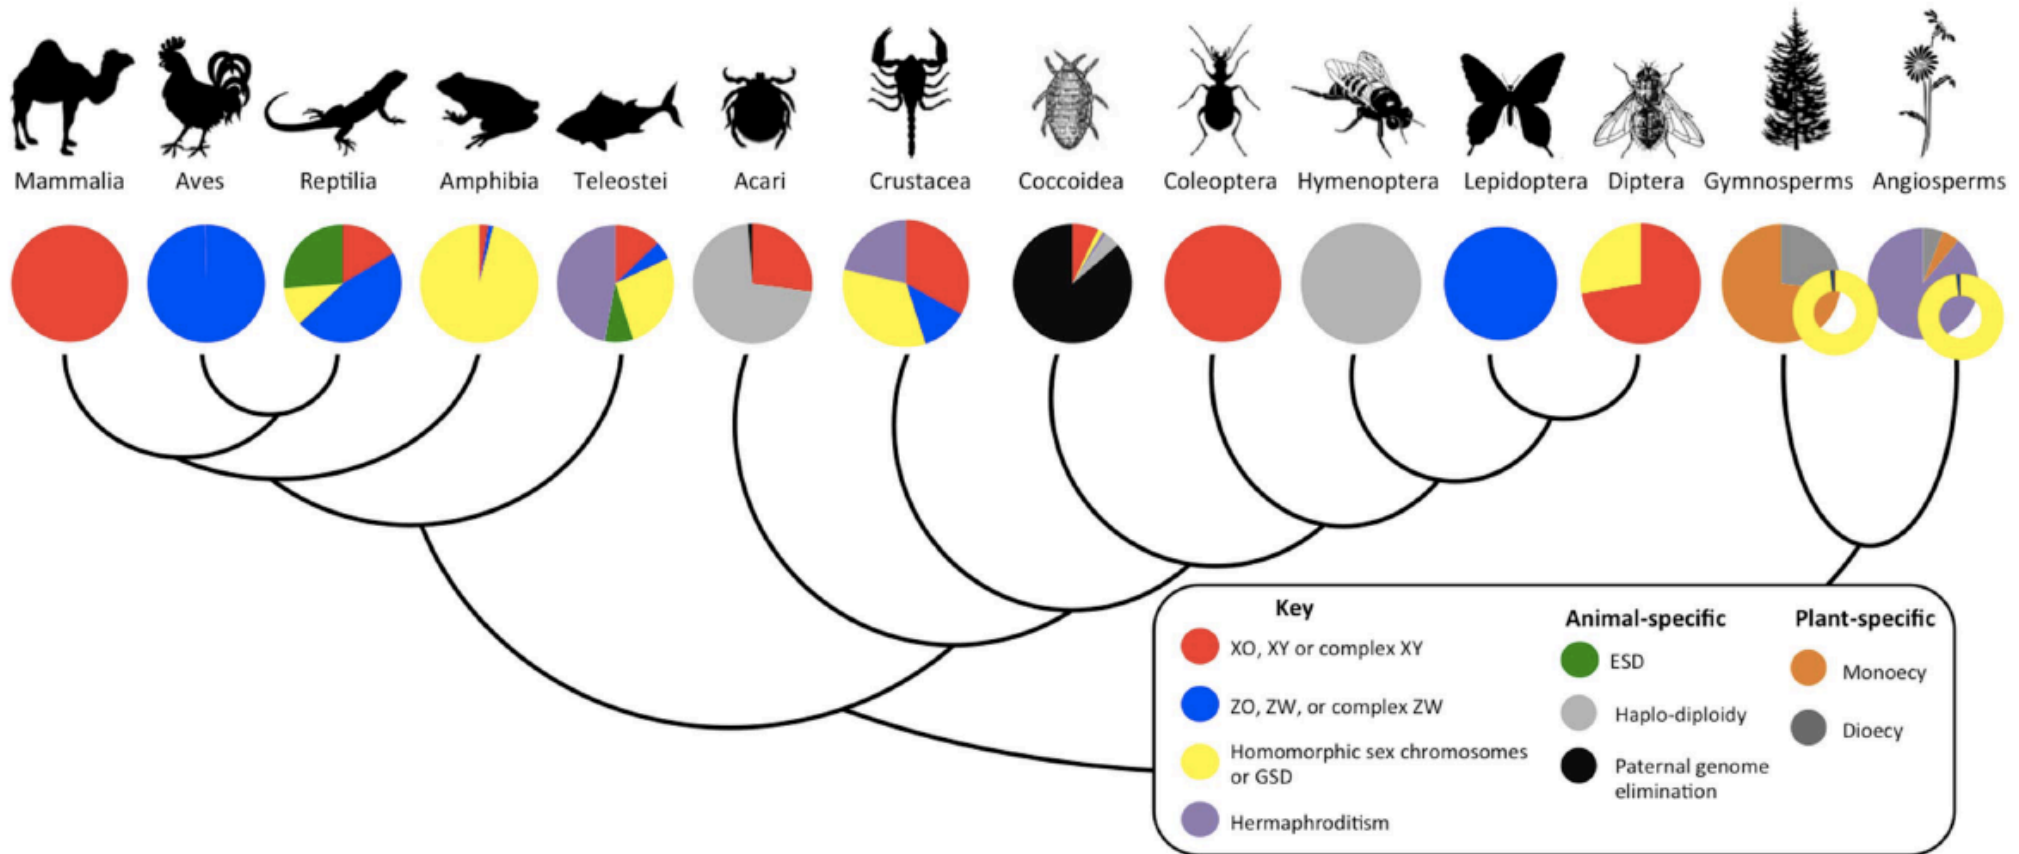 Mammalia Aves Reptilia Amphibia Teleostei Acari Crustacea Coccoidea Coleoptera Hymenoptera Lepidoptera Diptera Gymnosperms Angiosperms
Key
XO, XY or complex XY
ZO, ZW, or complex ZW
Homomorphic sex chromosomes
or GSD
Hermaphroditism
Animal-specific
ESD
Haplo-diploidy
Paternal genome
elimination
Plant-specific
Monoecy
Dioecy